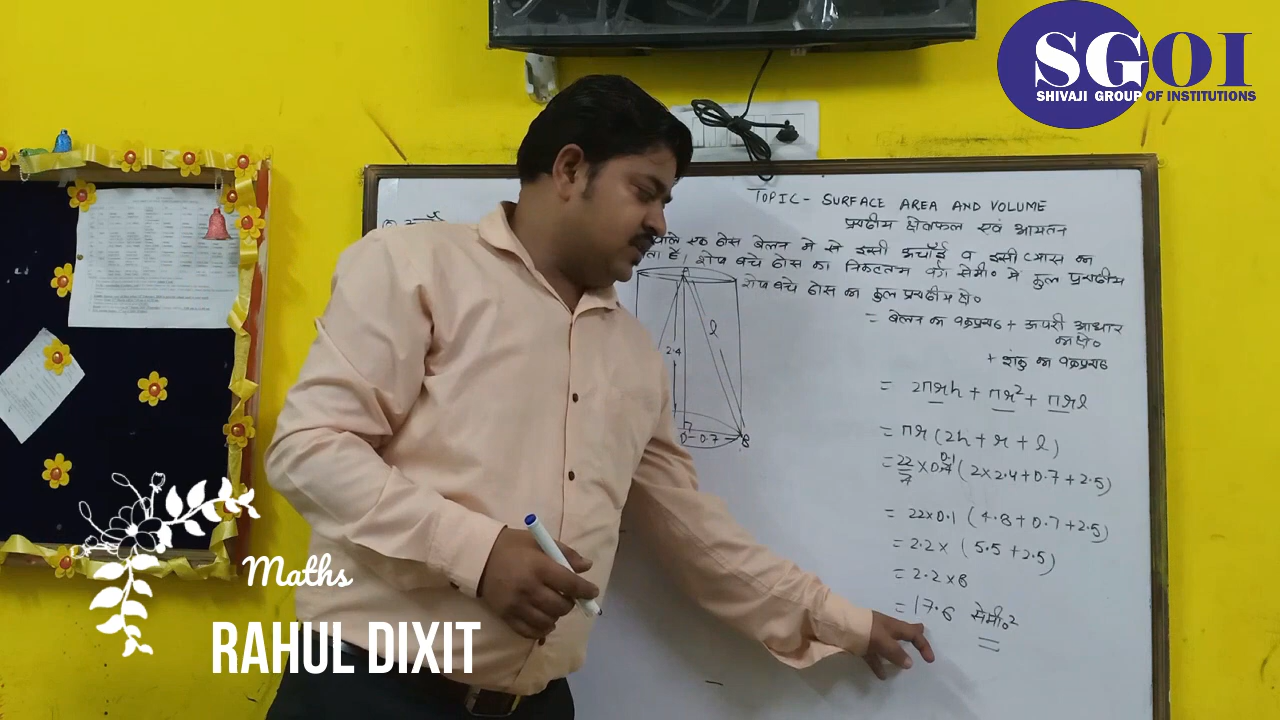 SGOI
SHIVAJI GROUP OF INSTITUTIONS
TOPIC- SURFACE AREA AND VOLUME
पृष्ठीय क्षेत्रफल एवं आयतन
वाले एक ठोस बेलन में से इसी ऊँचाई व इसी व्यास का
शेष बचे ठोस का निकटतम वर्ग सेमी० में कुल पृष्ठीय
शेष बचे ठोस का कुल पृष्ठीय क्षे०
= बेलन का वक्रपृष्ठ + ऊपरी आधार
का क्षे०
+ शंकु का वक्रपृष्ठ
= 2πrh + πr² + πrl
= πr (2h + r + l)
= 22/7 × 0.7 0.1 (2×2.4+0.7+2.5)
= 22×0.1 (4.8+0.7+2.5)
= 2.2× (5.5+2.5)
= 2.2×8
= 17.6 सेमी०²
l
2.4
0.7
B
Maths
RAHUL DIXIT